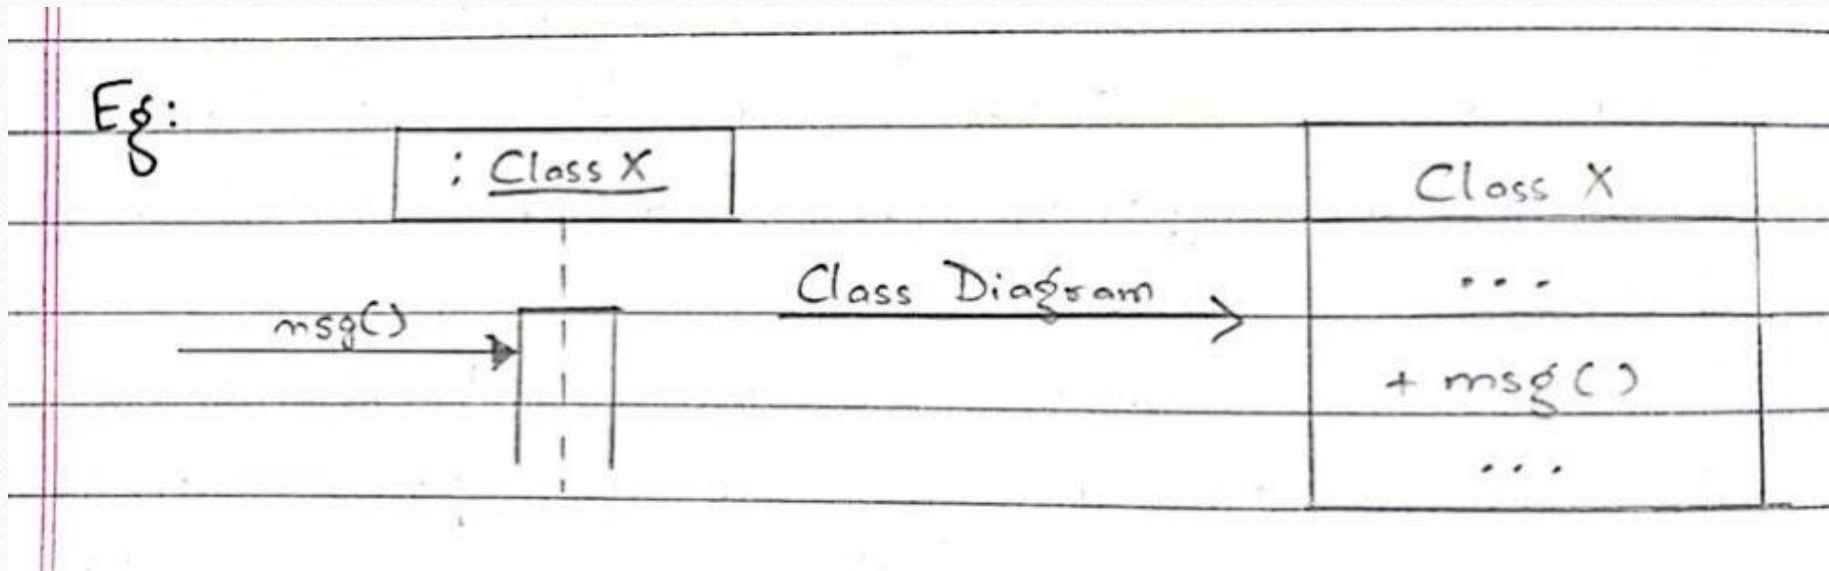 Eg:
: Class X
Class X
Class Diagram
...
msg()
+ msg()
...